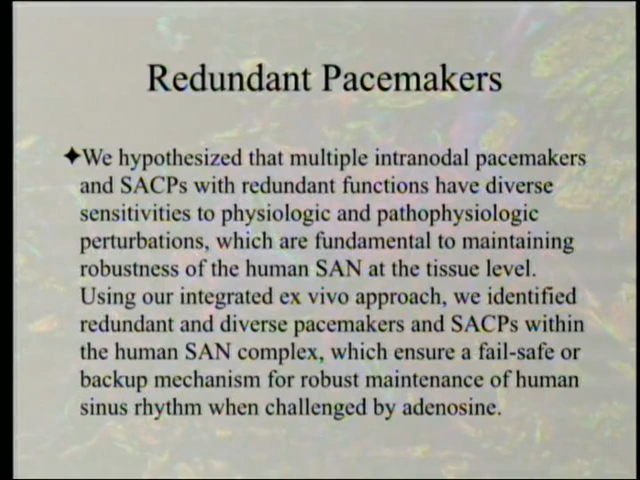 Redundant Pacemakers
✦We hypothesized that multiple intranodal pacemakers
and SACPs with redundant functions have diverse
sensitivities to physiologic and pathophysiologic
perturbations, which are fundamental to maintaining
robustness of the human SAN at the tissue level.
Using our integrated ex vivo approach, we identified
redundant and diverse pacemakers and SACPs within
the human SAN complex, which ensure a fail-safe or
backup mechanism for robust maintenance of human
sinus rhythm when challenged by adenosine.